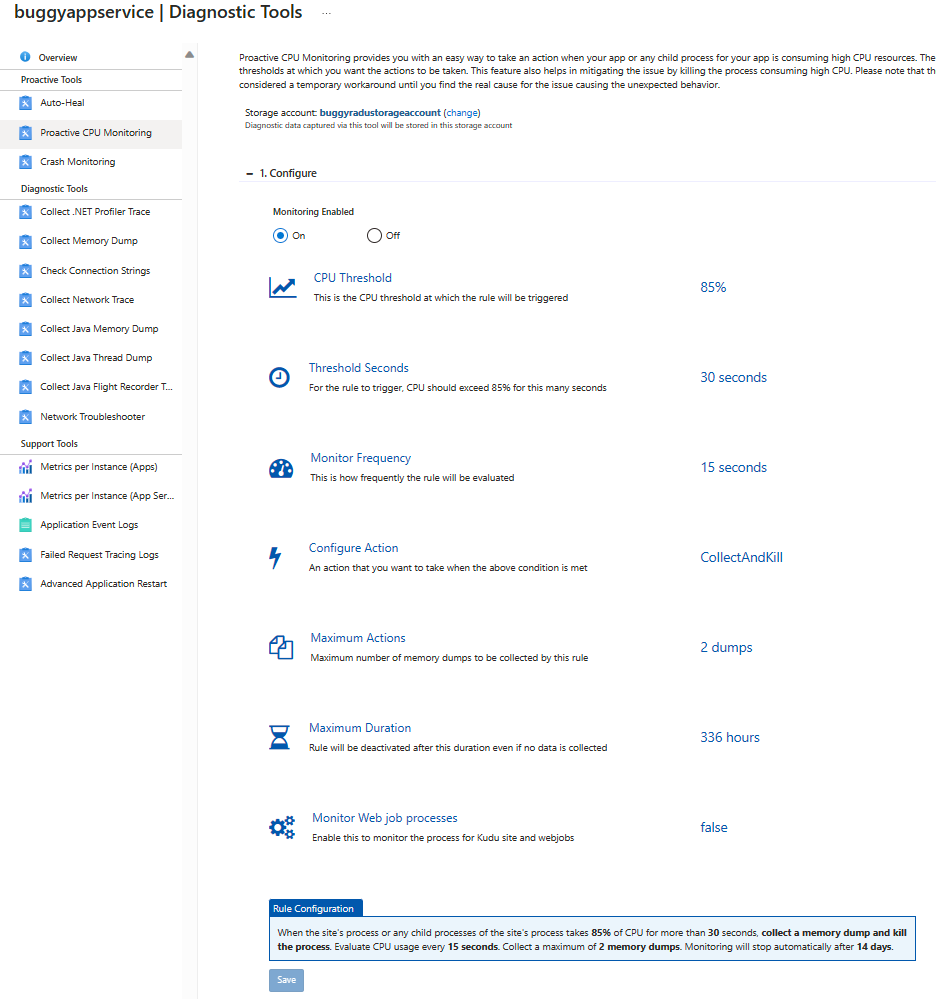 buggyappservice | Diagnostic Tools ...
Overview
Proactive Tools
Auto-Heal
Proactive CPU Monitoring
Crash Monitoring
Diagnostic Tools
Collect .NET Profiler Trace
Collect Memory Dump
Check Connection Strings
Collect Network Trace
Collect Java Memory Dump
Collect Java Thread Dump
Collect Java Flight Recorder T...
Network Troubleshooter
Support Tools
Metrics per Instance (Apps)
Metrics per Instance (App Ser...
Application Event Logs
Failed Request Tracing Logs
Advanced Application Restart
Proactive CPU Monitoring provides you with an easy way to take an action when your app or any child process for your app is consuming high CPU resources. The
thresholds at which you want the actions to be taken. This feature also helps in mitigating the issue by killing the process consuming high CPU. Please note that th
considered a temporary workaround until you find the real cause for the issue causing the unexpected behavior.
Storage account: buggyradustorageaccount (change)
Diagnostic data captured via this tool will be stored in this storage account
1. Configure
Monitoring Enabled
On Off
CPU Threshold
This is the CPU threshold at which the rule will be triggered
85%
Threshold Seconds
For the rule to trigger, CPU should exceed 85% for this many seconds
30 seconds
Monitor Frequency
This is how frequently the rule will be evaluated
15 seconds
Configure Action
An action that you want to take when the above condition is met
CollectAndKill
Maximum Actions
Maximum number of memory dumps to be collected by this rule
2 dumps
Maximum Duration
Rule will be deactivated after this duration even if no data is collected
336 hours
Monitor Web job processes
Enable this to monitor the process for Kudu site and webjobs
false
Rule Configuration
When the site's process or any child processes of the site's process takes 85% of CPU for more than 30 seconds, collect a memory dump and kill
the process. Evaluate CPU usage every 15 seconds. Collect a maximum of 2 memory dumps. Monitoring will stop automatically after 14 days.
Save